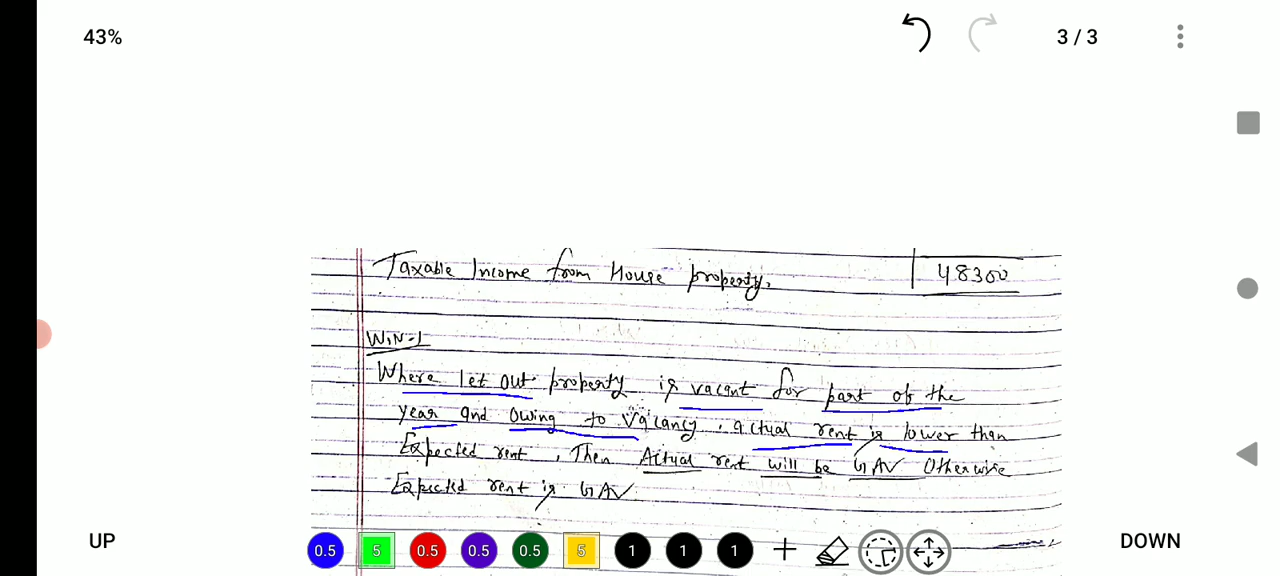 43%
3 / 3
Taxable Income from House property. 48300
W.N-1
Where let out property is vacant for part of the
year and owing to vacancy, actual rent is lower than
Expected rent, Then Actual rent will be GAV Otherwise
Expected rent is GAV
UP
0.5 5 0.5 0.5 0.5 5 1 1 1
DOWN